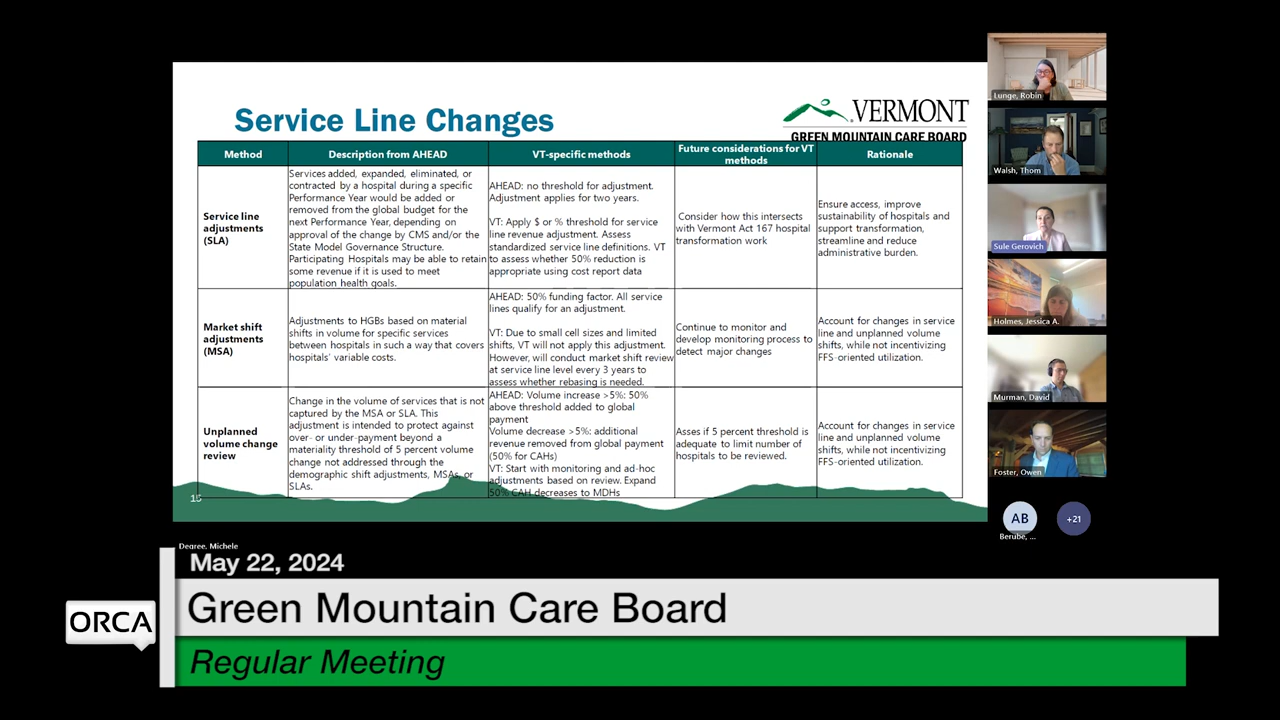 Service Line Changes
VERMONT
GREEN MOUNTAIN CARE BOARD
Method
Description from AHEAD
VT-specific methods
Future considerations for VT
methods
Rationale
Service line
adjustments
(SLA)
Services added, expanded, eliminated, or
contracted by a hospital during a specific
Performance Year would be added or
removed from the global budget for the
next Performance Year, depending on
approval of the change by CMS and/or the
State Model Governance Structure.
Participating Hospitals may be able to retain
some revenue if it is used to meet
population health goals.
AHEAD: no threshold for adjustment.
Adjustment applies for two years.
VT: Apply $ or % threshold for service
line revenue adjustment. Assess
standardized service line definitions. VT
to assess whether 50% reduction is
appropriate using cost report data
Consider how this intersects
with Vermont Act 167 hospital
transformation work
Ensure access, improve
sustainability of hospitals and
support transformation,
streamline and reduce
administrative burden.
Market shift
adjustments
(MSA)
Adjustments to HGBs based on material
shifts in volume for specific services
between hospitals in such a way that covers
hospitals' variable costs.
AHEAD: 50% funding factor. All service
lines qualify for an adjustment.
VT: Due to small cell sizes and limited
shifts, VT will not apply this adjustment.
However, will conduct market shift review
at service line level every 3 years to
assess whether rebasing is needed.
Continue to monitor and
develop monitoring process to
detect major changes
Account for changes in service
line and unplanned volume
shifts, while not incentivizing
FFS-oriented utilization.
Unplanned
volume change
review
Change in the volume of services that is not
captured by the MSA or SLA. This
adjustment is intended to protect against
over- or under-payment beyond a
materiality threshold of 5 percent volume
change not addressed through the
demographic shift adjustments, MSAs, or
SLAs.
AHEAD: Volume increase >5%: 50%
above threshold added to global
payment
Volume decrease >5%: additional
revenue removed from global payment
(50% for CAHs)
VT: Start with monitoring and ad-hoc
adjustments based on review. Expand
50% CAH decreases to MDHs
Asses if 5 percent threshold is
adequate to limit number of
hospitals to be reviewed.
Account for changes in service
line and unplanned volume
shifts, while not incentivizing
FFS-oriented utilization.
15
Lunge, Robin
Walsh, Thom
Sule Gerovich
Holmes, Jessica A.
Murman, David
Foster, Owen
AB
+21
Berube, ...
Degree, Michele
May 22, 2024
ORCA
Green Mountain Care Board
Regular Meeting